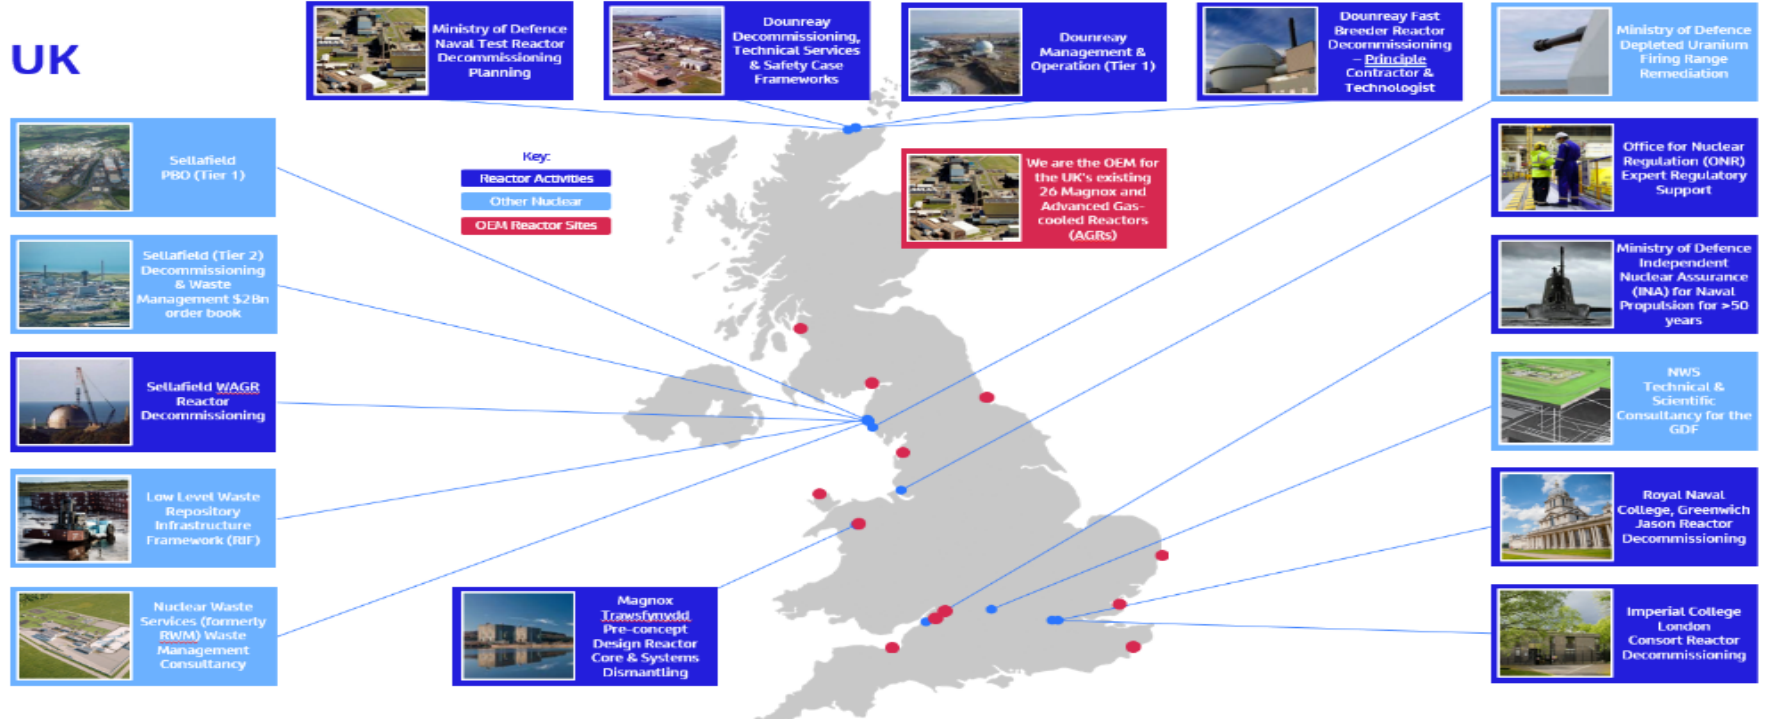 UK
Ministry of Defence
Naval Test Reactor
Decommissioning
Planning
Dounreay
Decommissioning,
Technical Services
& Safety Case
Frameworks
Dounreay
Management &
Operation (Tier 1)
Dounreay Fast
Breeder Reactor
Decommissioning
– Principle
Contractor &
Technologist
Ministry of Defence
Depleted Uranium
Firing Range
Remediation
Sellafield
PBO (Tier 1)
Key:
Reactor Activities
Other Nuclear
OEM Reactor Sites
We are the OEM for
the UK's existing
26 Magnox and
Advanced Gas-
cooled Reactors
(AGRs)
Office for Nuclear
Regulation (ONR)
Expert Regulatory
Support
Sellafield (Tier 2)
Decommissioning
& Waste
Management $2Bn
order book
Ministry of Defence
Independent
Nuclear Assurance
(INA) for Naval
Propulsion for >50
years
Sellafield WAGR
Reactor
Decommissioning
NWS
Technical &
Scientific
Consultancy for the
GDF
Low Level Waste
Repository
Infrastructure
Framework (RIF)
Royal Naval
College, Greenwich
Jason Reactor
Decommissioning
Nuclear Waste
Services (formerly
RWM) Waste
Management
Consultancy
Magnox
Trawsfynydd
Pre-concept
Design Reactor
Core & Systems
Dismantling
Imperial College
London
Consort Reactor
Decommissioning